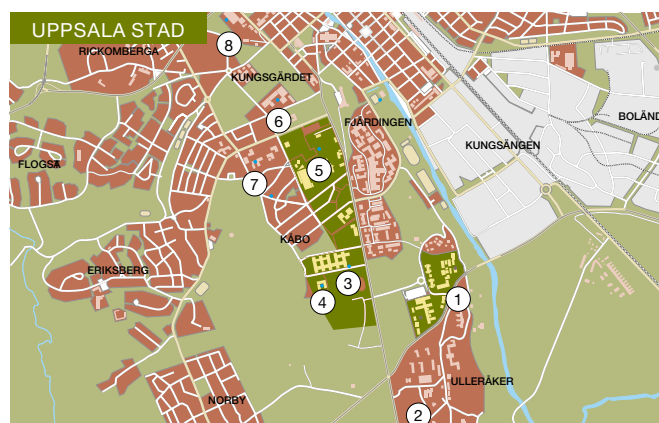 UPPSALA STAD
8
RICKOMBERGA
KUNGSGÄRDET
BOLÄND
6
FJÄRDINGEN
KUNGSÄNGEN
FLOGSTA
5
7
KÅBO
ERIKSBERG
3
4
1
ULLERÅKER
NORBY
2